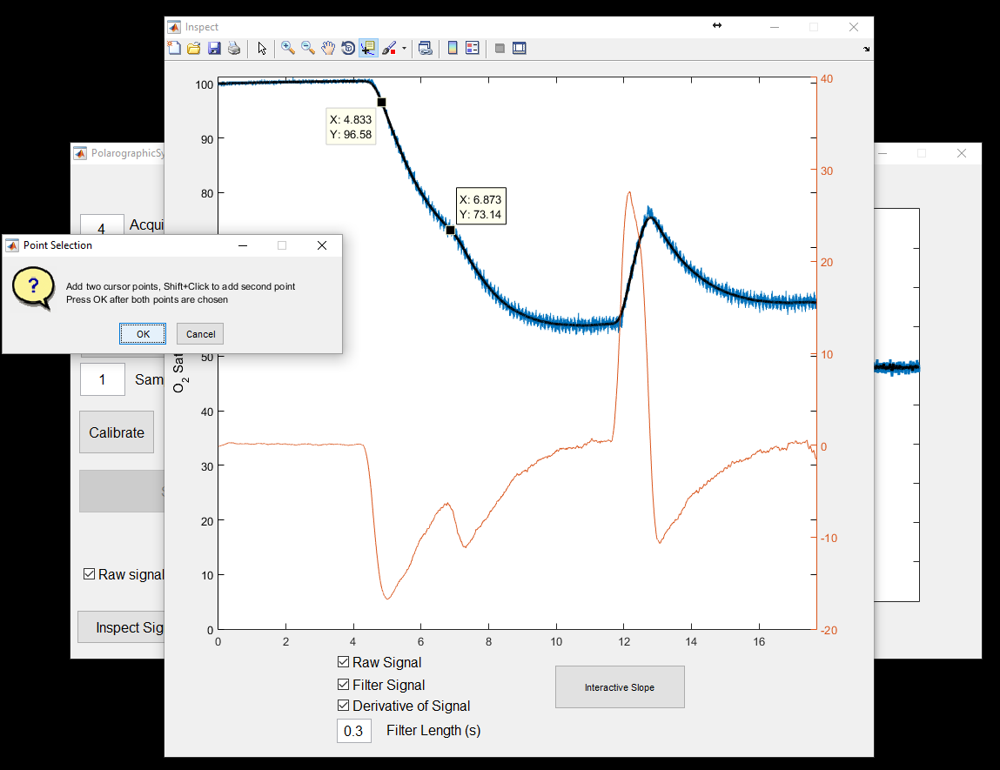 Inspect
100
90
80
50
40
30
20
10
0
O2 Sat
X: 4.833
Y: 96.58
X: 6.873
Y: 73.14
40
30
20
10
0
-10
-20
0 2 4 6 8 10 12 14 16
Raw Signal
Filter Signal
Derivative of Signal
0.3 Filter Length (s)
Interactive Slope
Point Selection
Add two cursor points, Shift+Click to add second point
Press OK after both points are chosen
OK Cancel
PolarographicSy
4 Acqui
1 Sam
Calibrate
Raw signal
Inspect Sig